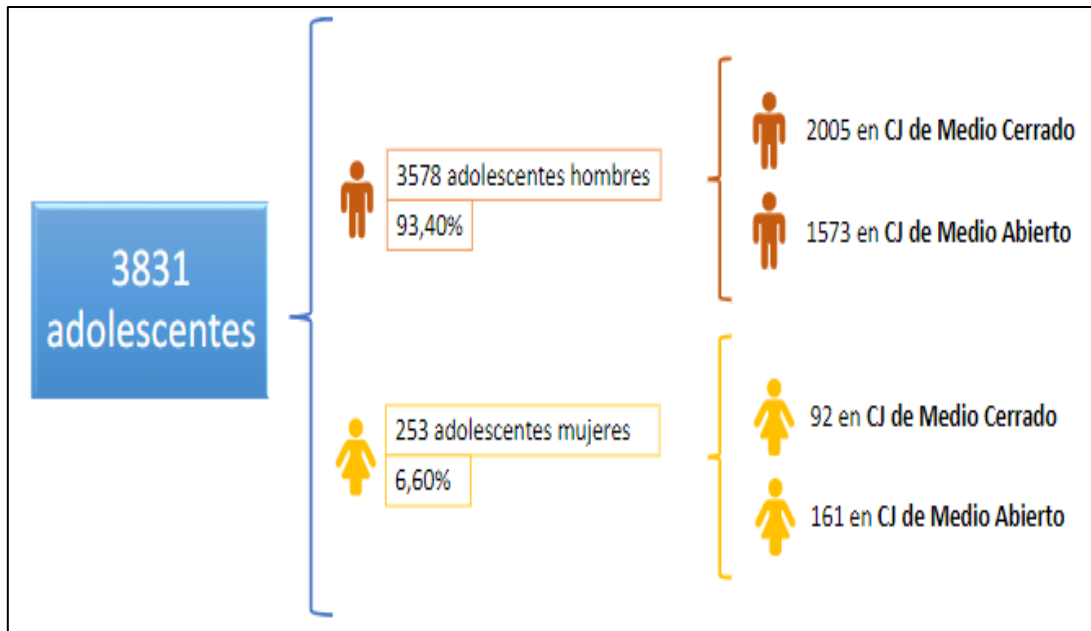 3831
adolescentes
3578 adolescentes hombres
93,40%
2005 en CJ de Medio Cerrado
1573 en CJ de Medio Abierto
253 adolescentes mujeres
6,60%
92 en CJ de Medio Cerrado
161 en CJ de Medio Abierto